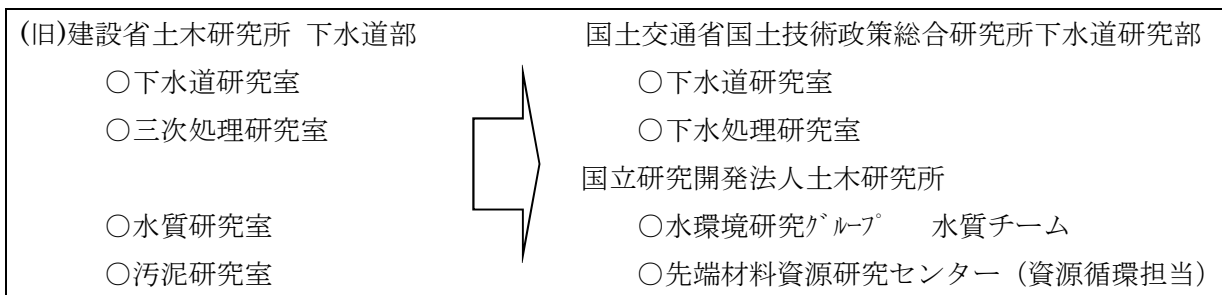 (旧)建設省土木研究所 下水道部
○下水道研究室
○三次処理研究室
○水質研究室
○汚泥研究室
国土交通省国土技術政策総合研究所下水道研究部
○下水道研究室
○下水処理研究室
国立研究開発法人土木研究所
○水環境研究ｸﾞﾙｰﾌﾟ 水質チーム
○先端材料資源研究センター（資源循環担当）